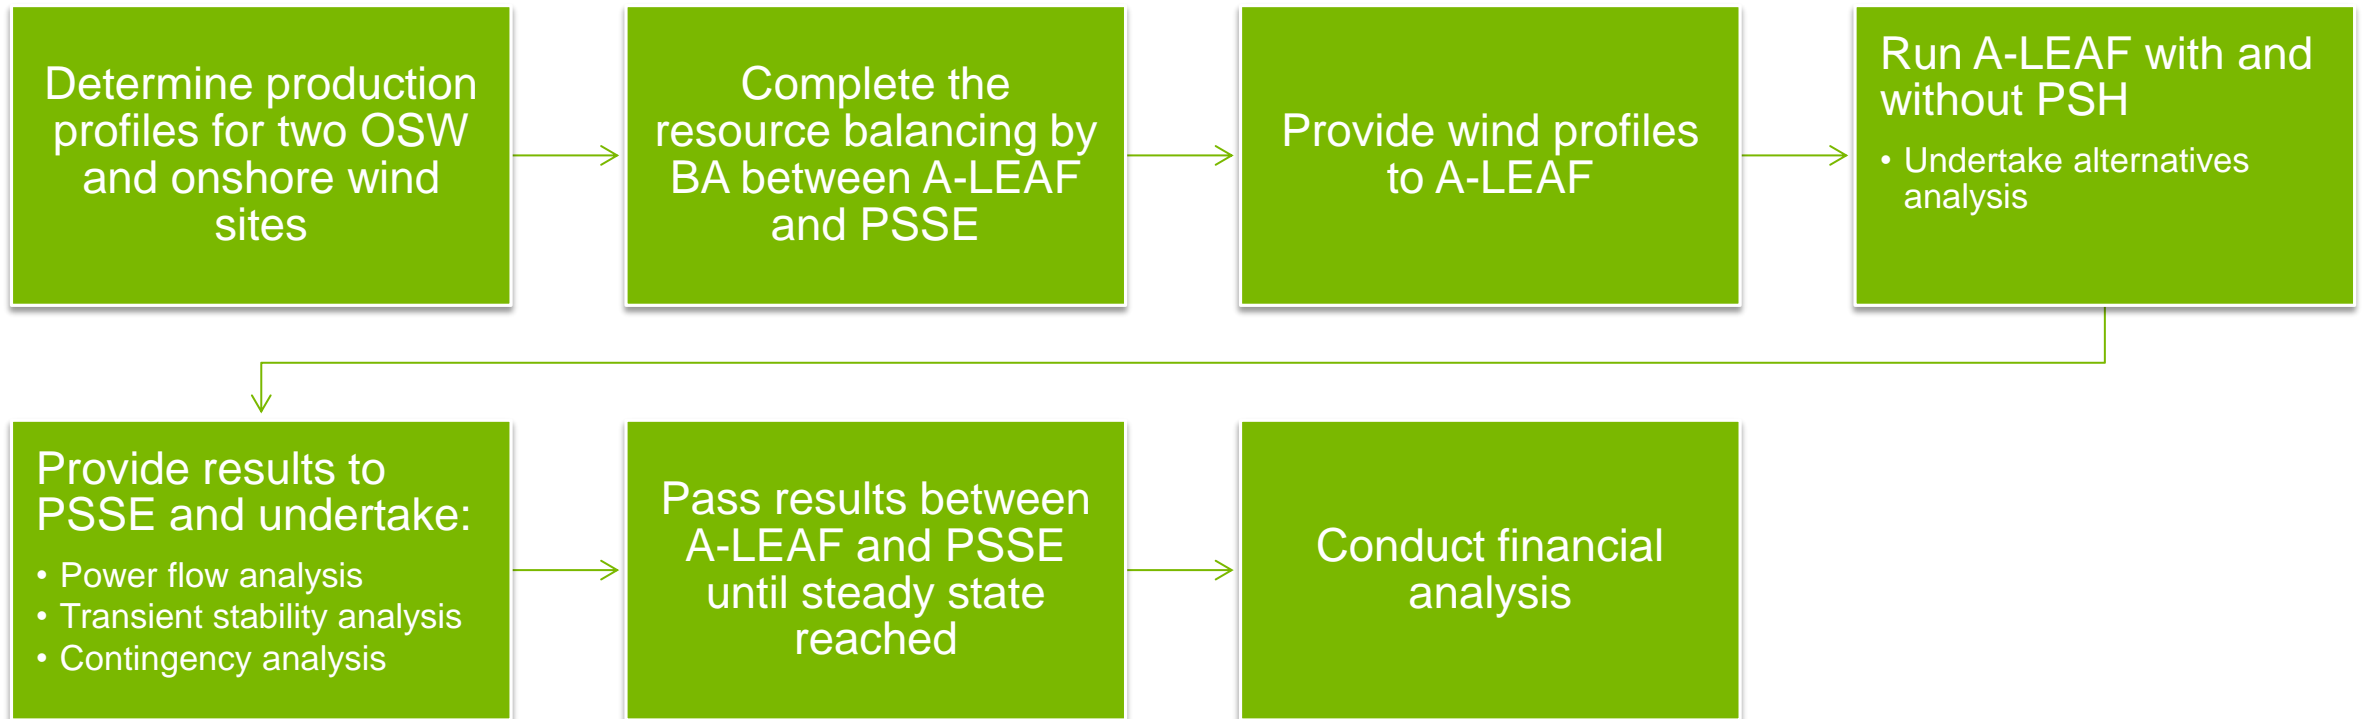 Determine production
profiles for two OSW
and onshore wind
sites
Complete the
resource balancing by
BA between A-LEAF
and PSSE
Provide wind profiles
to A-LEAF
Run A-LEAF with and
without PSH
• Undertake alternatives
analysis
Provide results to
PSSE and undertake:
• Power flow analysis
• Transient stability analysis
• Contingency analysis
Pass results between
A-LEAF and PSSE
until steady state
reached
Conduct financial
analysis